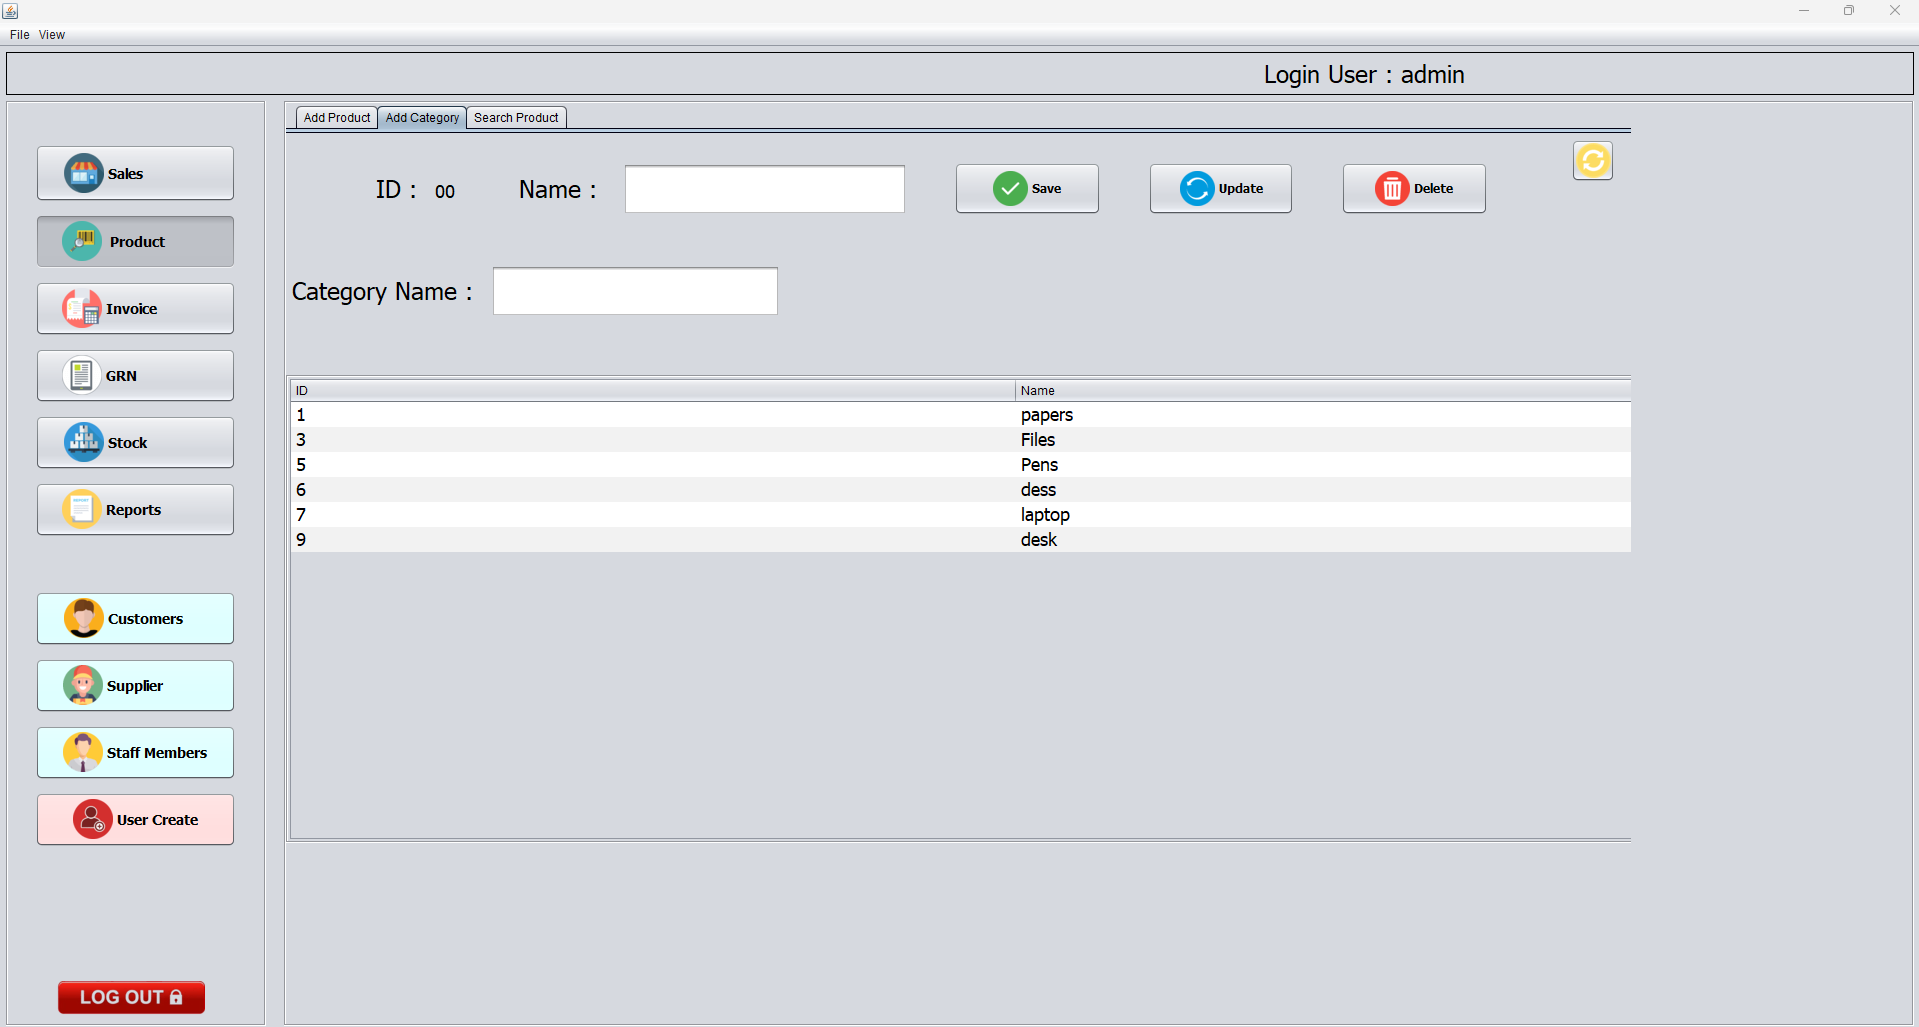 File View
Login User : admin
Sales
Product
Invoice
GRN
Stock
Reports
Customers
Supplier
Staff Members
User Create
LOG OUT
Add Product Add Category Search Product
ID : 00 Name : Save Update Delete
Category Name :
ID Name
1 papers
3 Files
5 Pens
6 dess
7 laptop
9 desk